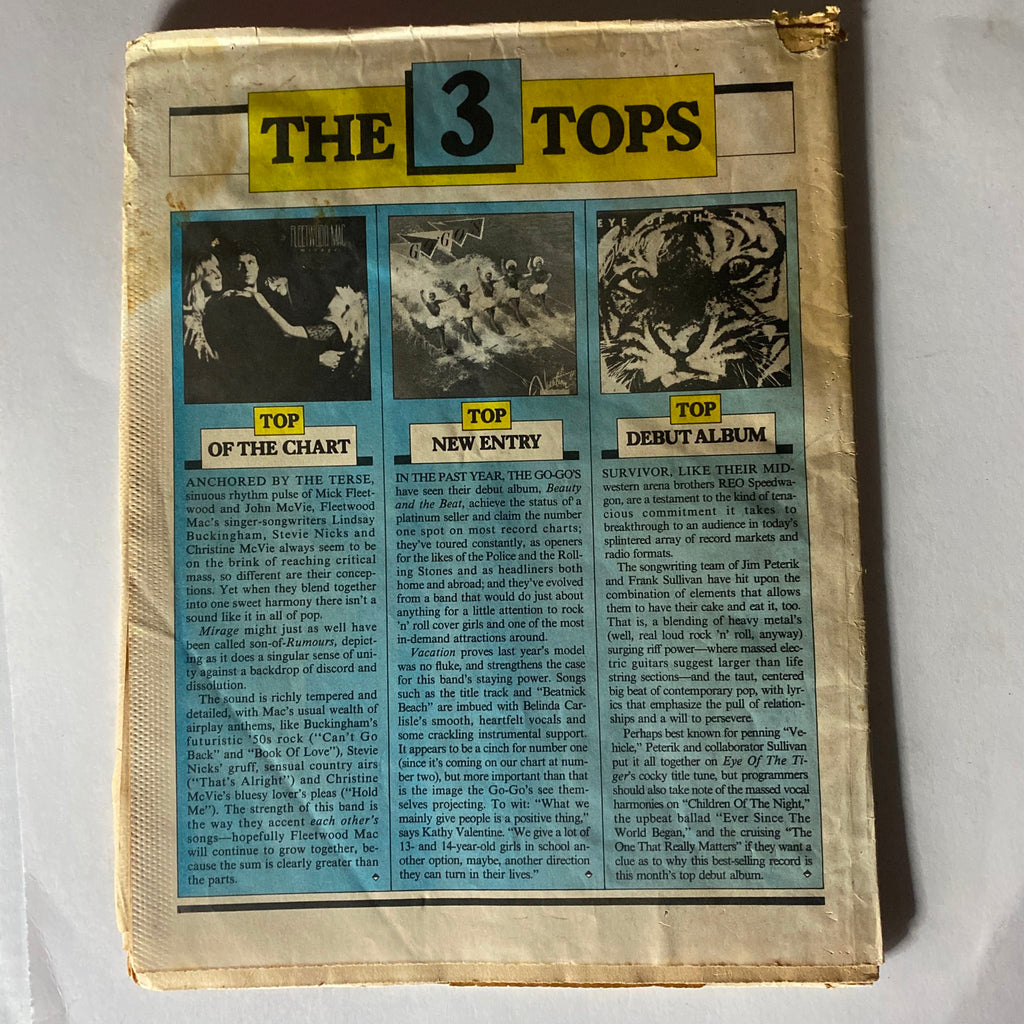 THE 3 TOPS
FLEETWOOD MAC
Mirage
TOP
OF THE CHART
ANCHORED BY THE TERSE,
sinuous rhythm pulse of Mick Fleet-
wood and John McVie, Fleetwood
Mac's singer-songwriters Lindsay
Buckingham, Stevie Nicks and
Christine McVie always seem to be
on the brink of reaching critical
mass, so different are their concep-
tions. Yet when they blend together
into one sweet harmony there isn't a
sound like it in all of pop.
Mirage might just as well have
been called son-of-Rumours, depict-
ing as it does a singular sense of uni-
ty against a backdrop of discord and
dissolution.
The sound is richly tempered and
detailed, with Mac's usual wealth of
airplay anthems, like Buckingham's
futuristic '50s rock ("Can't Go
Back" and "Book Of Love"), Stevie
Nicks' gruff, sensual country airs
("That's Alright") and Christine
McVie's bluesy lover's pleas ("Hold
Me"). The strength of this band is
the way they accent each other's
songs—hopefully Fleetwood Mac
will continue to grow together, be-
cause the sum is clearly greater than
the parts.
GO-GO'S
Vacation
TOP
NEW ENTRY
IN THE PAST YEAR, THE GO-GO'S
have seen their debut album, Beauty
and the Beat, achieve the status of a
platinum seller and claim the number
one spot on most record charts;
they've toured constantly, as openers
for the likes of the Police and the Roll-
ing Stones and as headliners both
home and abroad; and they've evolved
from a band that would do just about
anything for a little attention to rock
'n' roll cover girls and one of the most
in-demand attractions around.
Vacation proves last year's model
was no fluke, and strengthens the case
for this band's staying power. Songs
such as the title track and "Beatnick
Beach" are imbued with Belinda Car-
lisle's smooth, heartfelt vocals and
some crackling instrumental support.
It appears to be a cinch for number one
(since it's coming on our chart at num-
ber two), but more important than that
is the image the Go-Go's see them-
selves projecting. To wit: "What we
mainly give people is a positive thing,"
says Kathy Valentine. "We give a lot of
13- and 14-year-old girls in school an-
other option, maybe, another direction
they can turn in their lives."
EYE OF THE TIGER
TOP
DEBUT ALBUM
SURVIVOR, LIKE THEIR MID-
western arena brothers REO Speedwa-
gon, are a testament to the kind of tena-
cious commitment it takes to
breakthrough to an audience in today's
splintered array of record markets and
radio formats.
The songwriting team of Jim Peterik
and Frank Sullivan have hit upon the
combination of elements that allows
them to have their cake and eat it, too.
That is, a blending of heavy metal's
(well, real loud rock 'n' roll, anyway)
surging riff power—where massed elec-
tric guitars suggest larger than life
string sections—and the taut, centered
big beat of contemporary pop, with lyr-
ics that emphasize the pull of relation-
ships and a will to persevere.
Perhaps best known for penning "Ve-
hicle," Peterik and collaborator Sullivan
put it all together on Eye Of The Ti-
ger's cocky title tune, but programmers
should also take note of the massed vocal
harmonies on "Children Of The Night,"
the upbeat ballad "Ever Since The
World Began," and the cruising "The
One That Really Matters" if they want a
clue as to why this best-selling record is
this month's top debut album.